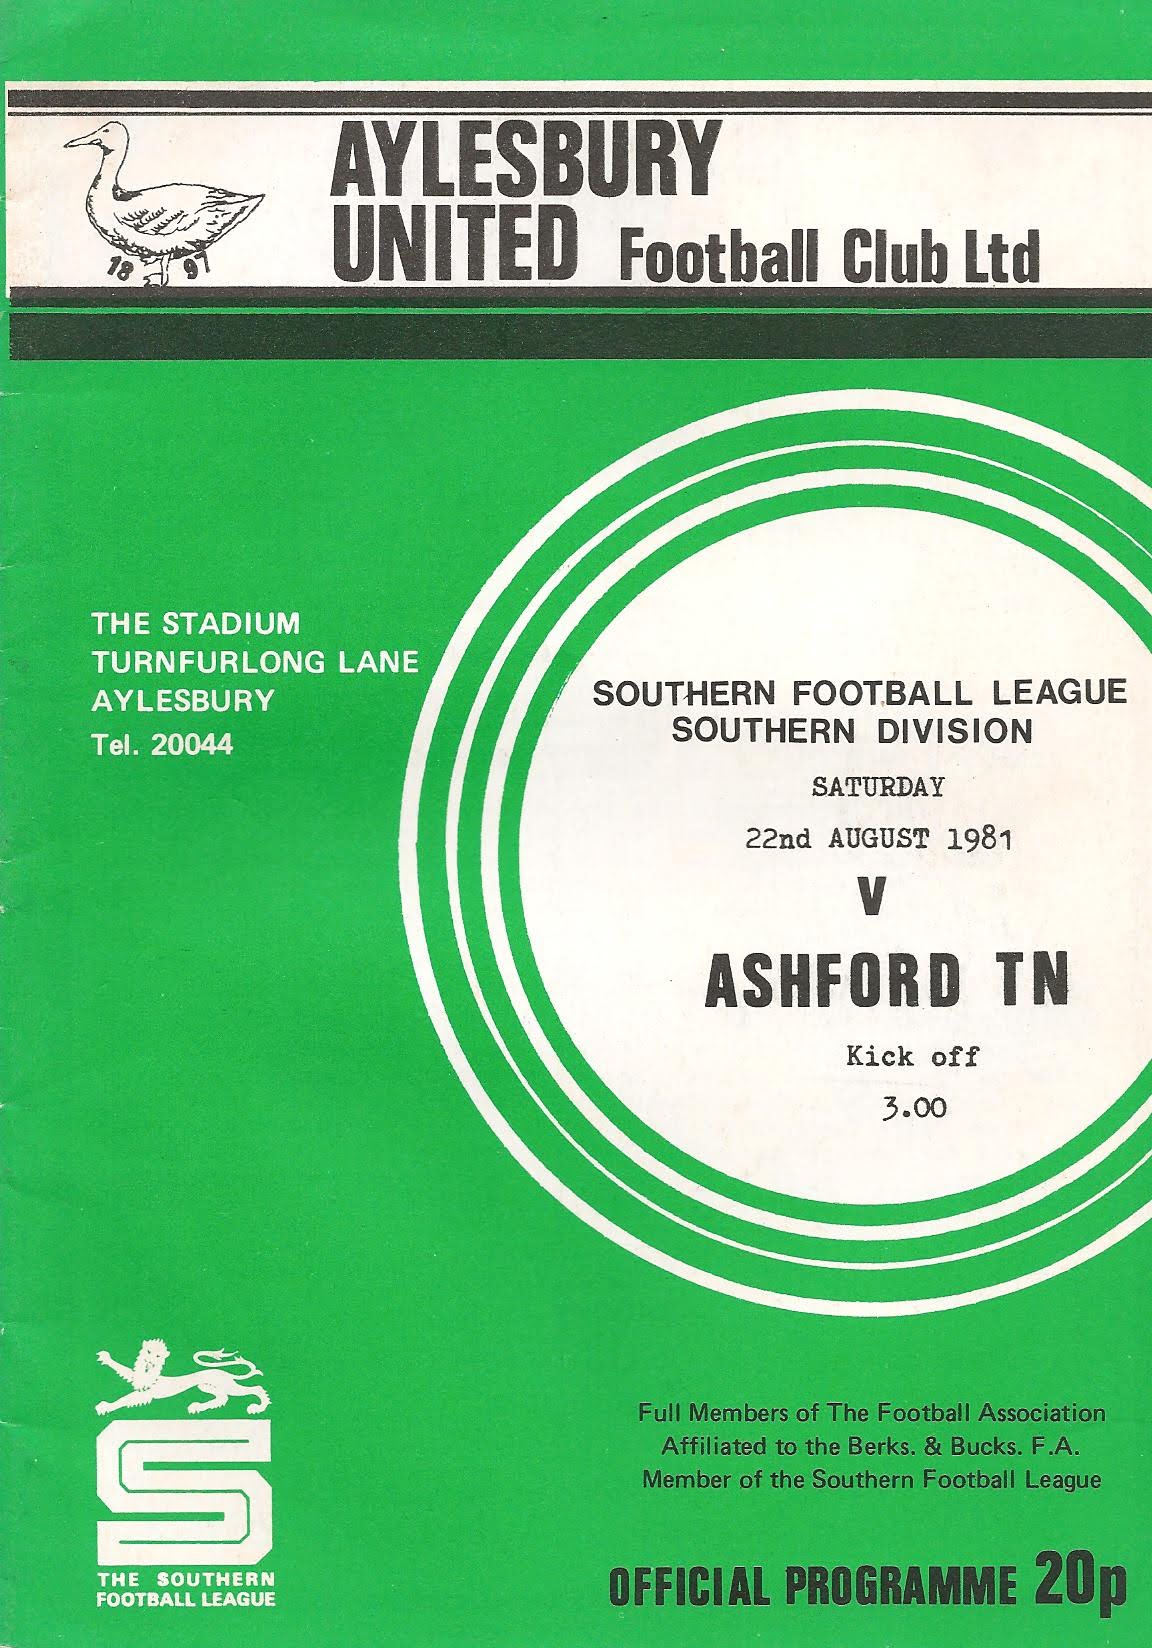 AYLESBURY
UNITED Football Club Ltd
18 97
THE STADIUM
TURNFURLONG LANE
AYLESBURY
Tel. 20044
SOUTHERN FOOTBALL LEAGUE
SOUTHERN DIVISION
SATURDAY
22nd AUGUST 1981
V
ASHFORD TN
Kick off
3.00
Full Members of The Football Association
Affiliated to the Berks. & Bucks. F.A.
Member of the Southern Football League
S
THE SOUTHERN
FOOTBALL LEAGUE
OFFICIAL PROGRAMME 20p